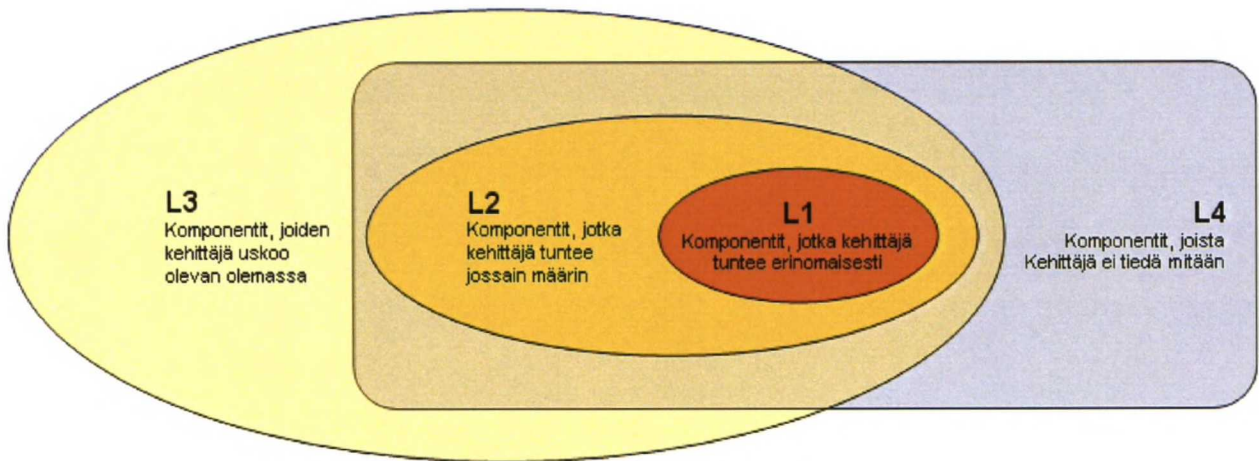 L3
Komponentit, joiden
kehittäjä uskoo
olevan olemassa
L2
Komponentit, jotka
kehittäjä tuntee
jossain määrin
L1
Komponentit, jotka kehittäjä
tuntee erinomaisesti
L4
Komponentit, joista
Kehittäjä ei tiedä mitään